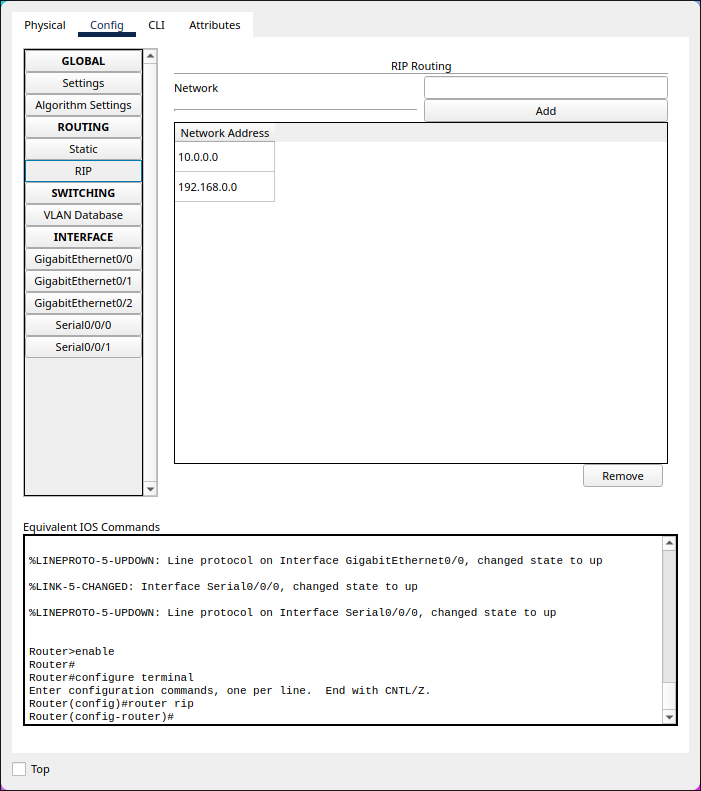 Physical Config CLI Attributes
GLOBAL
Settings
Algorithm Settings
ROUTING
Static
RIP
SWITCHING
VLAN Database
INTERFACE
GigabitEthernet0/0
GigabitEthernet0/1
GigabitEthernet0/2
Serial0/0/0
Serial0/0/1
RIP Routing
Network
Add
Network Address
10.0.0.0
192.168.0.0
Remove
Equivalent IOS Commands
%LINEPROTO-5-UPDOWN: Line protocol on Interface GigabitEthernet0/0, changed state to up
%LINK-5-CHANGED: Interface Serial0/0/0, changed state to up
%LINEPROTO-5-UPDOWN: Line protocol on Interface Serial0/0/0, changed state to up
Router>enable
Router#
Router#configure terminal
Enter configuration commands, one per line.  End with CNTL/Z.
Router(config)#router rip
Router(config-router)#
Top